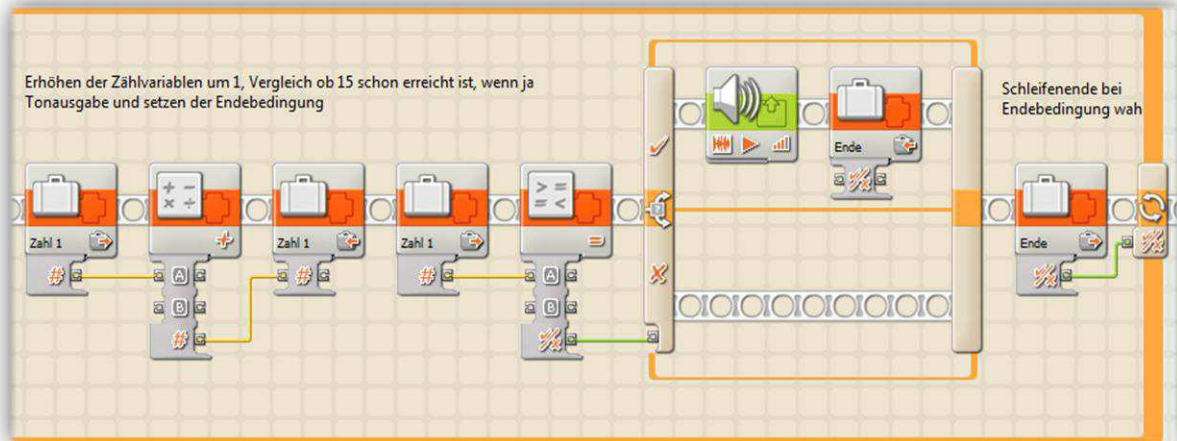 Erhöhen der Zählvariablen um 1, Vergleich ob 15 schon erreicht ist, wenn ja
Tonausgabe und setzen der Endebedingung
Schleifenende bei
Endebedingung wah
Zahl 1
Zahl 1
Zahl 1
Ende
Ende
A
B
A
B